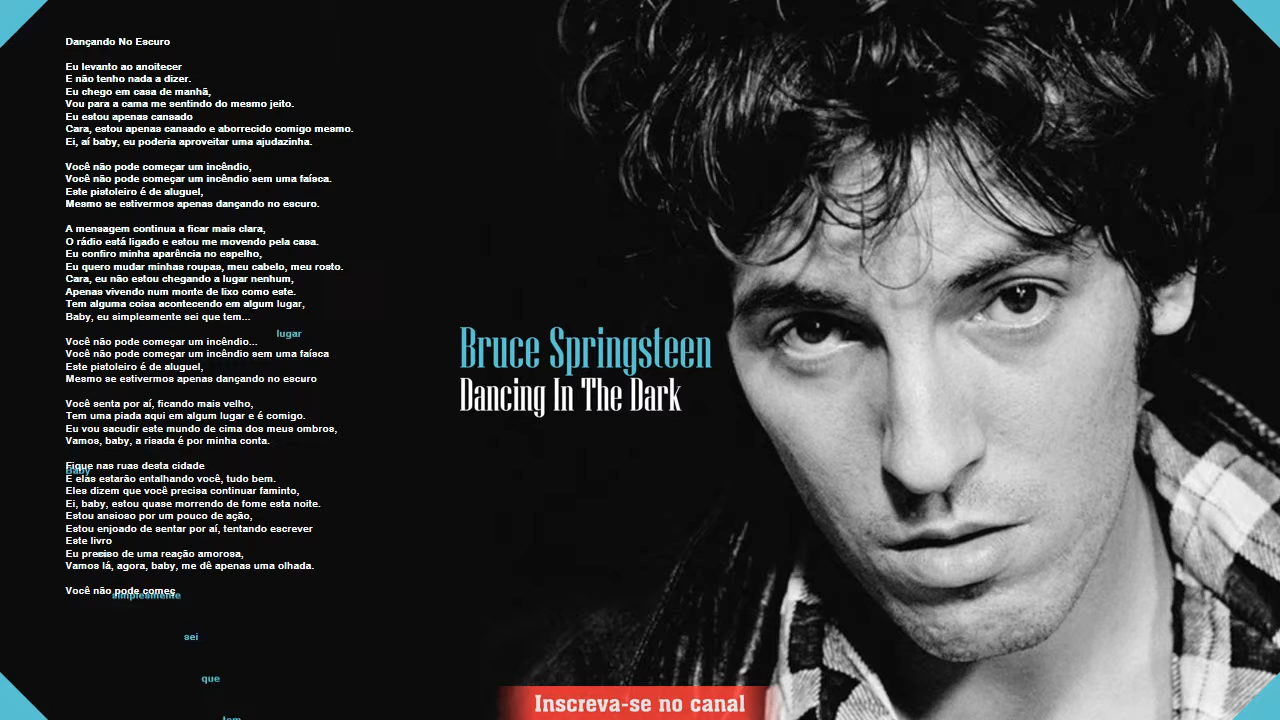 Dançando No Escuro
Eu levanto ao anoitecer
E não tenho nada a dizer.
Eu chego em casa de manhã,
Vou para a cama me sentindo do mesmo jeito.
Eu estou apenas cansado
Cara, estou apenas cansado e aborrecido comigo mesmo.
Ei, aí baby, eu poderia aproveitar uma ajudazinha.
Você não pode começar um incêndio,
Você não pode começar um incêndio sem uma faísca.
Este pistoleiro é de aluguel,
Mesmo se estivermos apenas dançando no escuro.
A mensagem continua a ficar mais clara,
O rádio está ligado e estou me movendo pela casa.
Eu confiro minha aparência no espelho,
Eu quero mudar minhas roupas, meu cabelo, meu rosto.
Cara, eu não estou chegando a lugar nenhum,
Apenas vivendo num monte de lixo como este.
Tem alguma coisa acontecendo em algum lugar,
Baby, eu simplesmente sei que tem...
lugar
Você não pode começar um incêndio...
Você não pode começar um incêndio sem uma faísca
Este pistoleiro é de aluguel,
Mesmo se estivermos apenas dançando no escuro
Você senta por aí, ficando mais velho,
Tem uma piada aqui em algum lugar e é comigo.
Eu vou sacudir este mundo de cima dos meus ombros,
Vamos, baby, a risada é por minha conta.
Fique nas ruas desta cidade
Baby
E elas estarão entalhando você, tudo bem.
Eles dizem que você precisa continuar faminto,
Ei, baby, estou quase morrendo de fome esta noite.
Estou ansioso por um pouco de ação,
Estou enjoado de sentar por aí, tentando escrever
Este livro
Eu preciso de uma reação amorosa,
Vamos lá, agora, baby, me dê apenas uma olhada.
Você não pode começ
simplesmente
sei
que
tem
Bruce Springsteen
Dancing In The Dark
Inscreva-se no canal